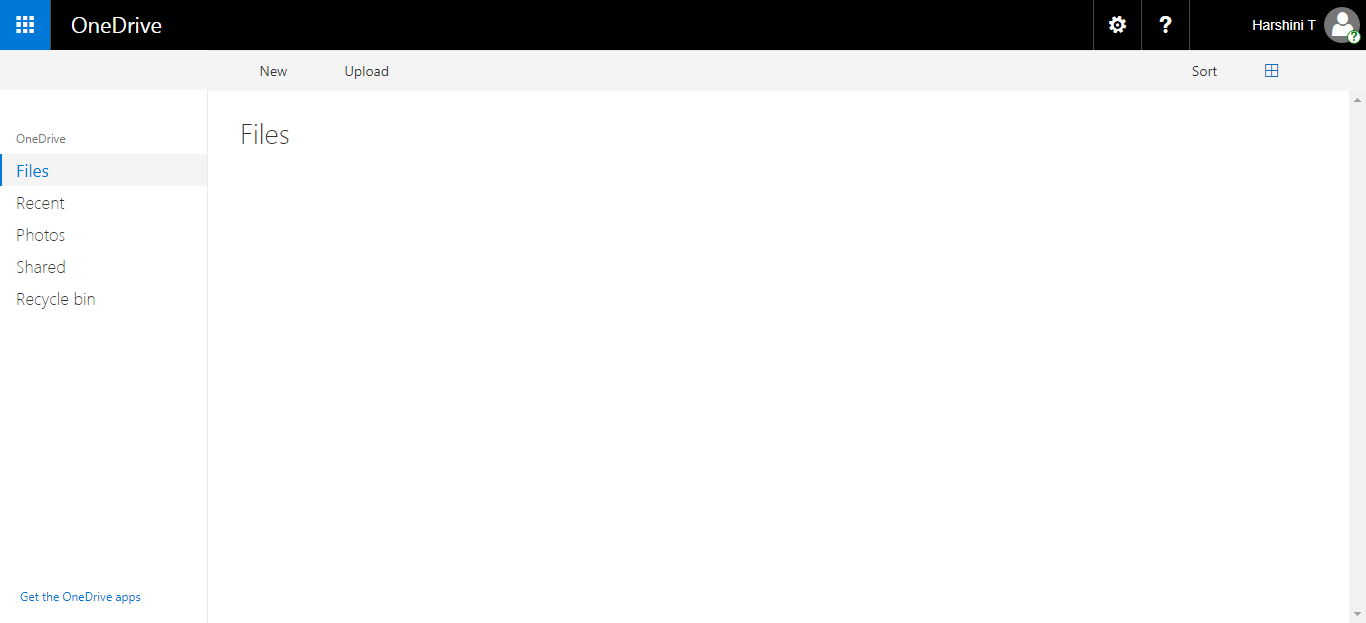 OneDrive
?
Harshini T
?
New
Upload
Sort
OneDrive
Files
Recent
Photos
Shared
Recycle bin
Get the OneDrive apps
Files